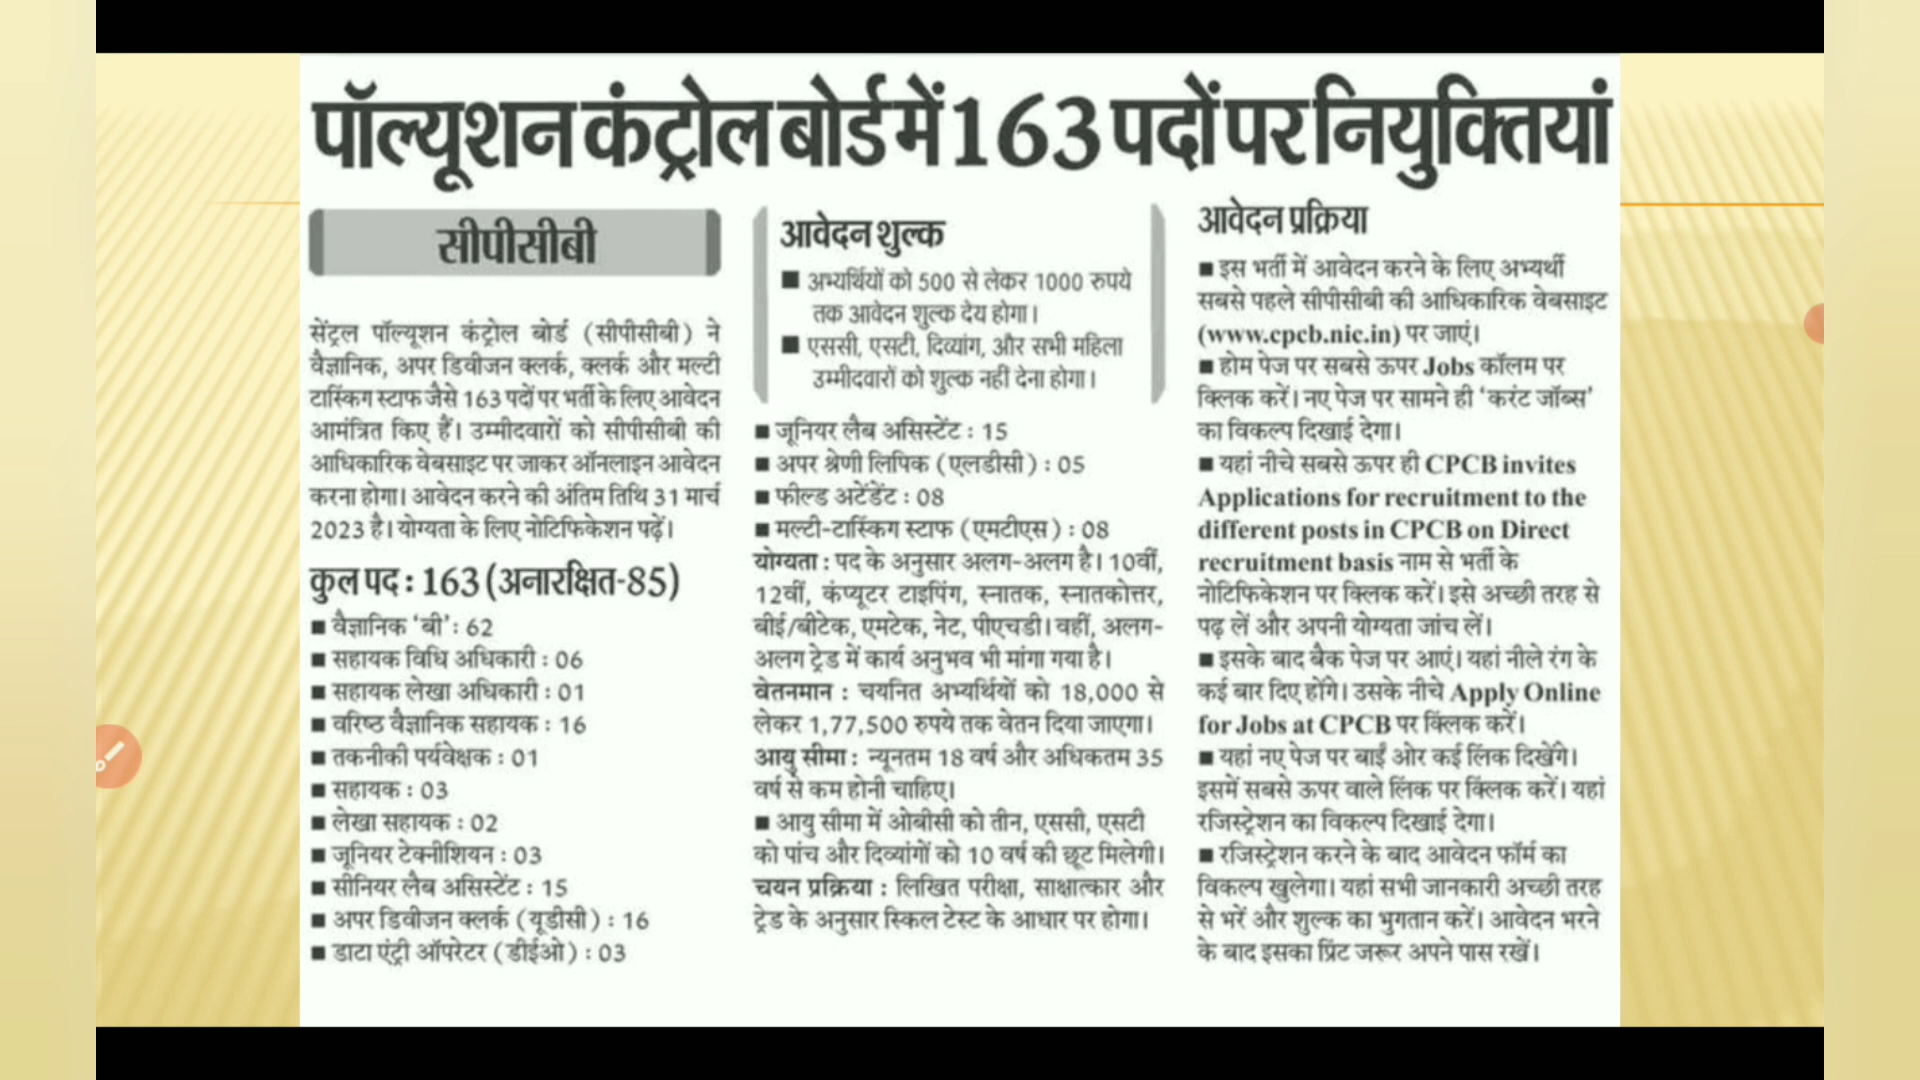 पॉल्यूशन कंट्रोल बोर्ड में 163 पदों पर नियुक्तियां
सीपीसीबी
सेंट्रल पॉल्यूशन कंट्रोल बोर्ड (सीपीसीबी) ने
वैज्ञानिक, अपर डिवीजन क्लर्क, क्लर्क और मल्टी
टास्किंग स्टाफ जैसे 163 पदों पर भर्ती के लिए आवेदन
आमंत्रित किए हैं। उम्मीदवारों को सीपीसीबी की
आधिकारिक वेबसाइट पर जाकर ऑनलाइन आवेदन
करना होगा। आवेदन करने की अंतिम तिथि 31 मार्च
2023 है। योग्यता के लिए नोटिफिकेशन पढ़ें।
कुल पद : 163 (अनारक्षित-85)
■ वैज्ञानिक ‘बी’ : 62
■ सहायक विधि अधिकारी : 06
■ सहायक लेखा अधिकारी : 01
■ वरिष्ठ वैज्ञानिक सहायक : 16
■ तकनीकी पर्यवेक्षक : 01
■ सहायक : 03
■ लेखा सहायक : 02
■ जूनियर टेक्नीशियन : 03
■ सीनियर लैब असिस्टेंट : 15
■ अपर डिवीजन क्लर्क (यूडीसी) : 16
■ डाटा एंट्री ऑपरेटर (डीईओ) : 03
आवेदन शुल्क
■ अभ्यर्थियों को 500 से लेकर 1000 रुपये
तक आवेदन शुल्क देय होगा।
■ एससी, एसटी, दिव्यांग, और सभी महिला
उम्मीदवारों को शुल्क नहीं देना होगा।
■ जूनियर लैब असिस्टेंट : 15
■ अपर श्रेणी लिपिक (एलडीसी) : 05
■ फील्ड अटेंडेंट : 08
■ मल्टी-टास्किंग स्टाफ (एमटीएस) : 08
योग्यता : पद के अनुसार अलग-अलग है। 10वीं,
12वीं, कंप्यूटर टाइपिंग, स्नातक, स्नातकोत्तर,
बीई/बीटेक, एमटेक, नेट, पीएचडी। वहीं, अलग-
अलग ट्रेड में कार्य अनुभव भी मांगा गया है।
वेतनमान : चयनित अभ्यर्थियों को 18,000 से
लेकर 1,77,500 रुपये तक वेतन दिया जाएगा।
आयु सीमा : न्यूनतम 18 वर्ष और अधिकतम 35
वर्ष से कम होनी चाहिए।
■ आयु सीमा में ओबीसी को तीन, एससी, एसटी
को पांच और दिव्यांगों को 10 वर्ष की छूट मिलेगी।
चयन प्रक्रिया : लिखित परीक्षा, साक्षात्कार और
ट्रेड के अनुसार स्किल टेस्ट के आधार पर होगा।
आवेदन प्रक्रिया
■ इस भर्ती में आवेदन करने के लिए अभ्यर्थी
सबसे पहले सीपीसीबी की आधिकारिक वेबसाइट
(www.cpcb.nic.in) पर जाएं।
■ होम पेज पर सबसे ऊपर Jobs कॉलम पर
क्लिक करें। नए पेज पर सामने ही ‘करंट जॉब्स’
का विकल्प दिखाई देगा।
■ यहां नीचे सबसे ऊपर ही CPCB invites
Applications for recruitment to the
different posts in CPCB on Direct
recruitment basis नाम से भर्ती के
नोटिफिकेशन पर क्लिक करें। इसे अच्छी तरह से
पढ़ लें और अपनी योग्यता जांच लें।
■ इसके बाद बैक पेज पर आएं। यहां नीले रंग के
कई बार दिए होंगे। उसके नीचे Apply Online
for Jobs at CPCB पर क्लिंक करें।
■ यहां नए पेज पर बाईं ओर कई लिंक दिखेंगे।
इसमें सबसे ऊपर वाले लिंक पर क्लिंक करें। यहां
रजिस्ट्रेशन का विकल्प दिखाई देगा।
■ रजिस्ट्रेशन करने के बाद आवेदन फॉर्म का
विकल्प खुलेगा। यहां सभी जानकारी अच्छी तरह
से भरें और शुल्क का भुगतान करें। आवेदन भरने
के बाद इसका प्रिंट जरूर अपने पास रखें।